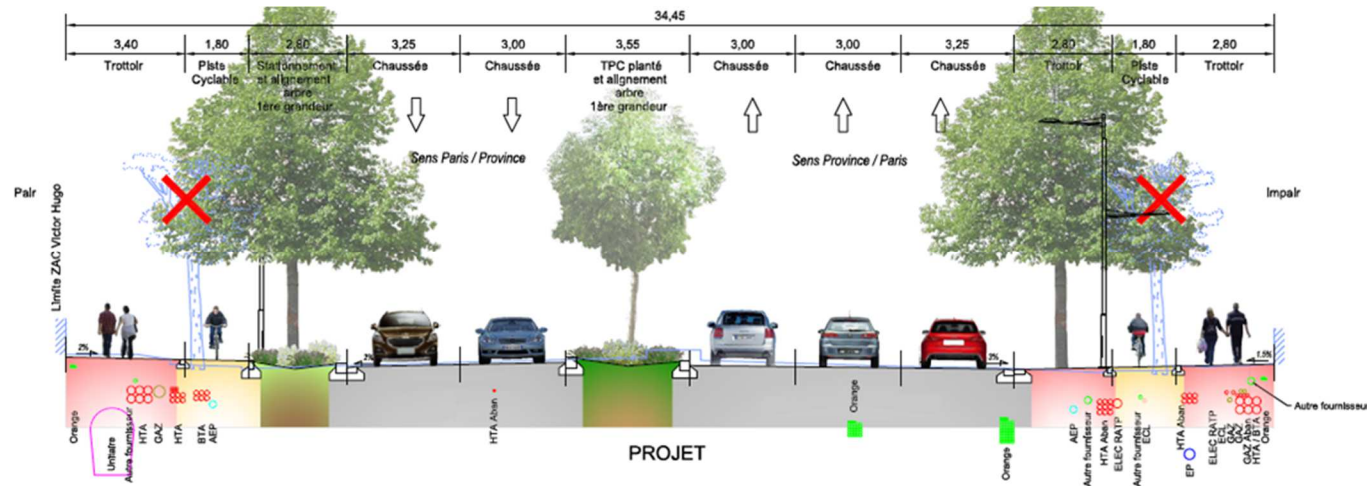 34,45
3,40
1,80
2,80
3,25
3,00
3,55
3,00
3,00
3,25
2,80
1,80
2,80
Trottoir
Piste
Cyclable
Stationnement
et alignement
arbre
1ère grandeur
Chaussée
Chaussée
TPC planté
et alignement
arbre
1ère grandeur
Chaussée
Chaussée
Chaussée
Trottoir
Piste
Cyclable
Trottoir
Sens Paris / Province
Sens Province / Paris
Pair
Impair
Limite ZAC Victor Hugo
2%
2%
2%
1,5%
Orange
Unitaire
Autre fournisseur
HTA
GAZ
HTA
BTA
AEP
HTA Aban
Orange
Orange
AEP
Autre fournisseur
HTA Aban
ELEC RATP
Autre fournisseur
ECL
HTA Aban
EP
ELEC RATP
ECL
GAZ
GAZ
GAZ Aban
HTA / BTA
Orange
Autre fournisseur
PROJET